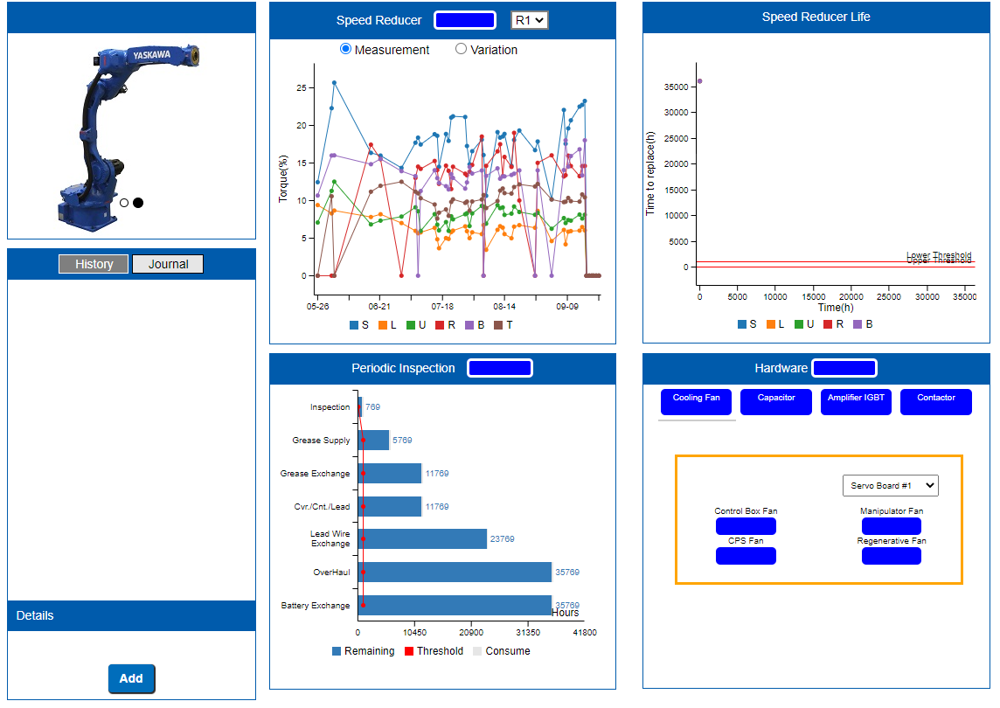 YASKAWA
History
Journal
Details
Add
Speed Reducer
R1
Measurement
Variation
Torque(%)
25
20
15
10
5
0
05-26
06-21
07-18
08-14
09-09
S
L
U
R
B
T
Speed Reducer Life
Time to replace(h)
35000
30000
25000
20000
15000
10000
5000
0
Lower Threshold
Upper Threshold
0
5000
10000
15000
20000
25000
30000
35000
Time(h)
S
L
U
R
B
Periodic Inspection
Inspection
769
Grease Supply
5769
Grease Exchange
11769
Cvr./Cnt./Lead
11769
Lead Wire
Exchange
23769
OverHaul
35769
Battery Exchange
35769
Hours
0
10450
20900
31350
41800
Remaining
Threshold
Consume
Hardware
Cooling Fan
Capacitor
Amplifier IGBT
Contactor
Servo Board #1
Control Box Fan
Manipulator Fan
CPS Fan
Regenerative Fan